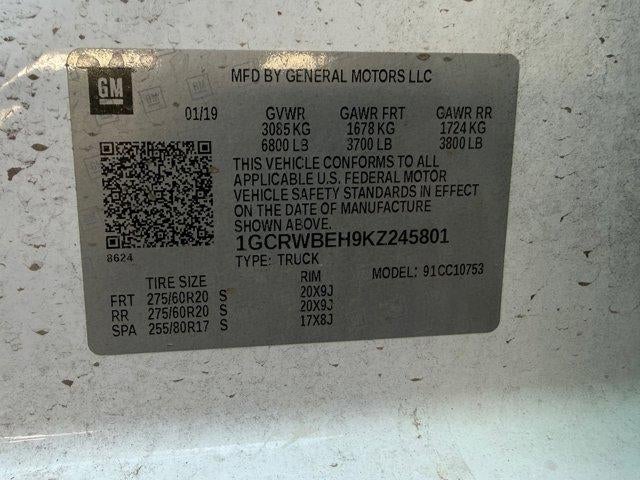 GM
MFD BY GENERAL MOTORS LLC
01/19 GVWR GAWR FRT GAWR RR
3085 KG 1678 KG 1724 KG
6800 LB 3700 LB 3800 LB
THIS VEHICLE CONFORMS TO ALL
APPLICABLE U.S. FEDERAL MOTOR
VEHICLE SAFETY STANDARDS IN EFFECT
ON THE DATE OF MANUFACTURE
SHOWN ABOVE.
1GCRWBEH9KZ245801
8624 TYPE: TRUCK MODEL: 91CC10753
TIRE SIZE RIM
FRT 275/60R20 S 20X9J
RR 275/60R20 S 20X9J
SPA 255/80R17 S 17X8J